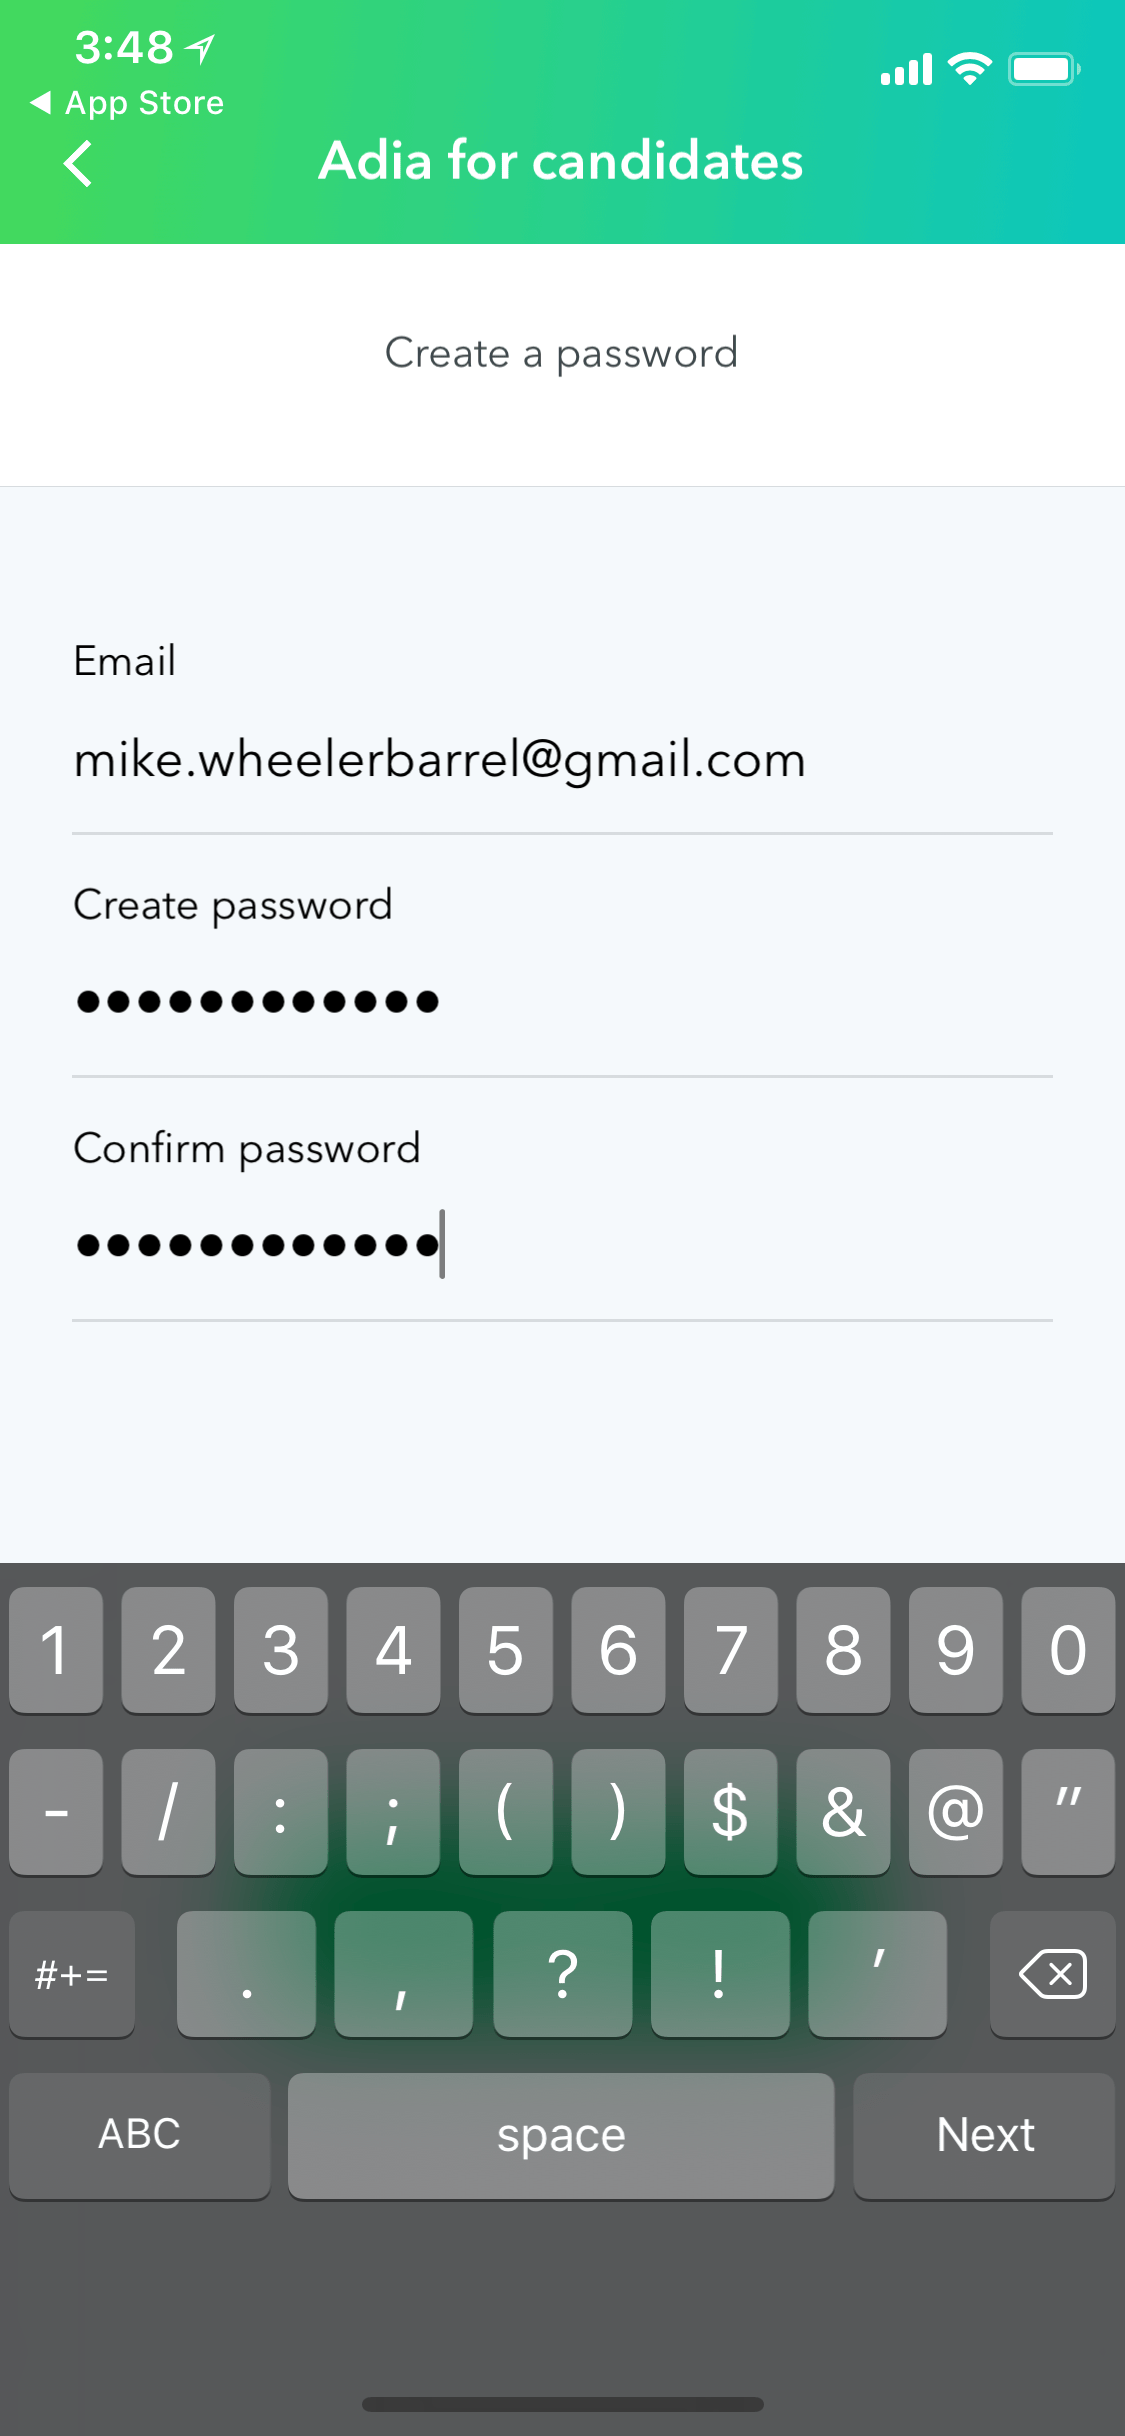 3:48
◀ App Store
Adia for candidates
Create a password
Email
mike.wheelerbarrel@gmail.com
Create password
●●●●●●●●●●●●
Confirm password
●●●●●●●●●●●●
1 2 3 4 5 6 7 8 9 0
- / : ; ( ) $ & @ "
#+= . , ? ! '
ABC space Next